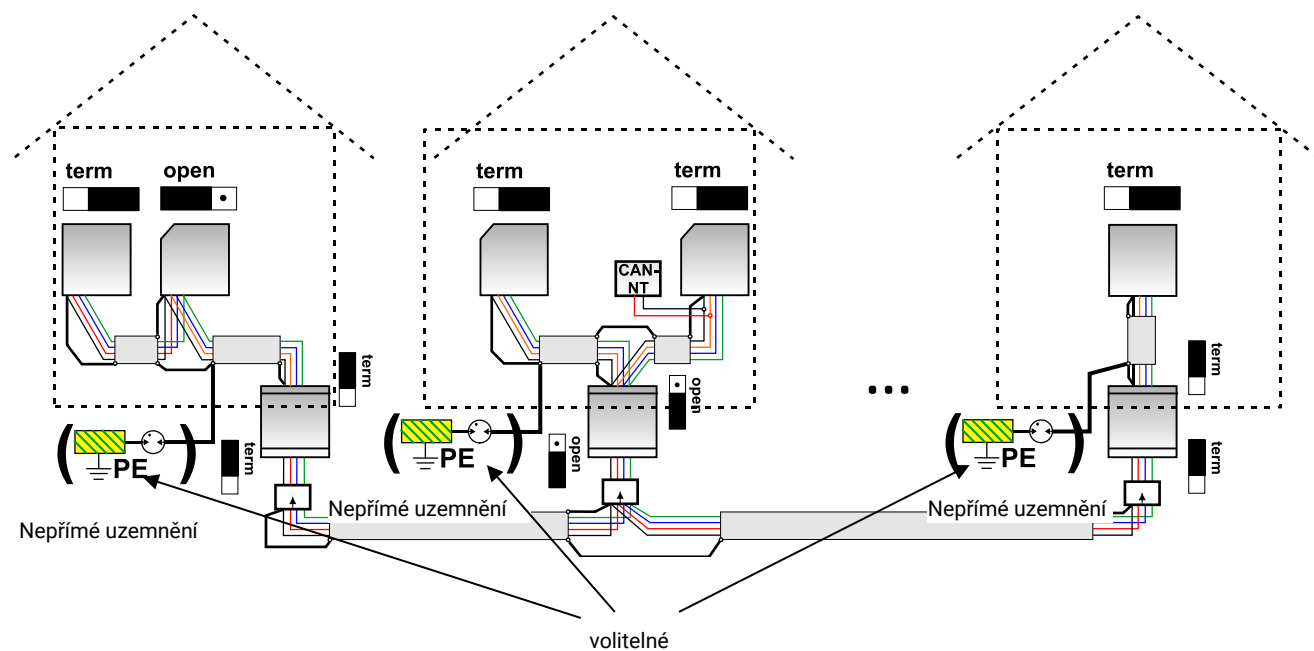 term
open
term
term
term
CAN-
NT
term
open
term
PE
term
open
PE
PE
term
Nepřímé uzemnění
Nepřímé uzemnění
Nepřímé uzemnění
...
volitelné